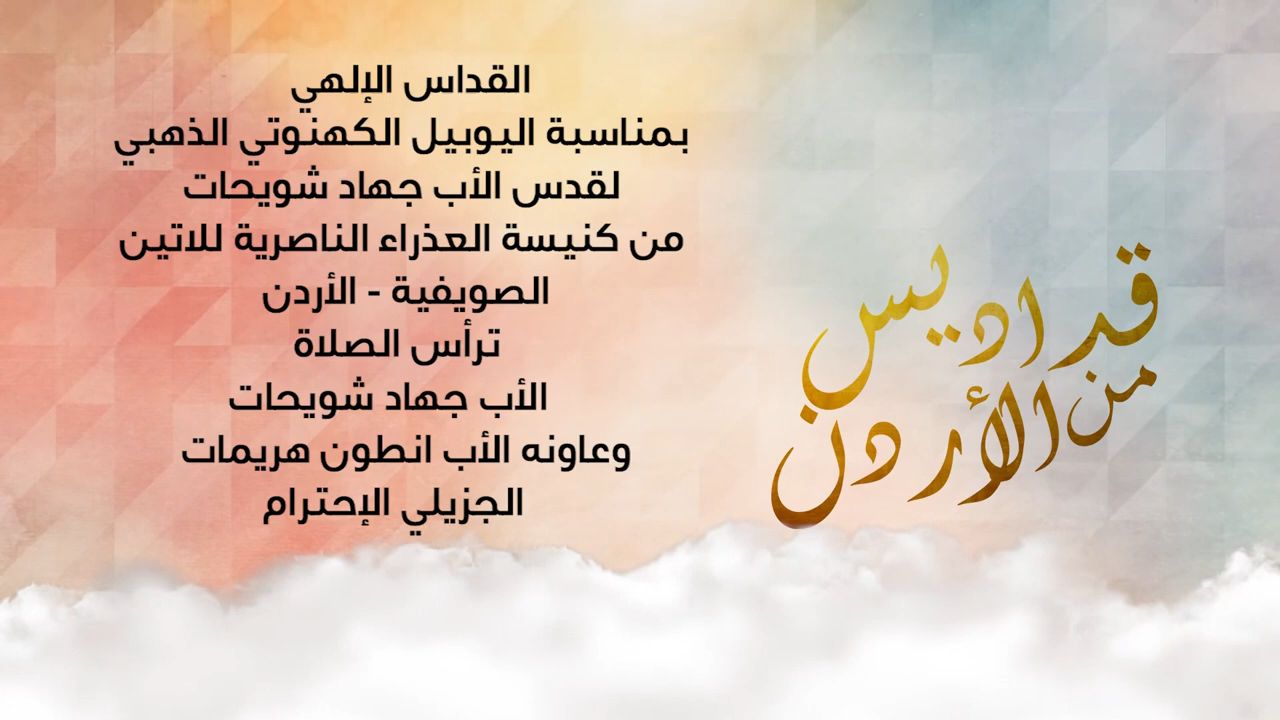 القداس الإلهي
بمناسبة اليوبيل الكهنوتي الذهبي
لقدس الأب جهاد شويحات
من كنيسة العذراء الناصرية للاتين
الصويفية - الأردن
ترأس الصلاة
الأب جهاد شويحات
وعاونه الأب انطون هريمات
الجزيلي الإحترام
قداديس
من الأردن